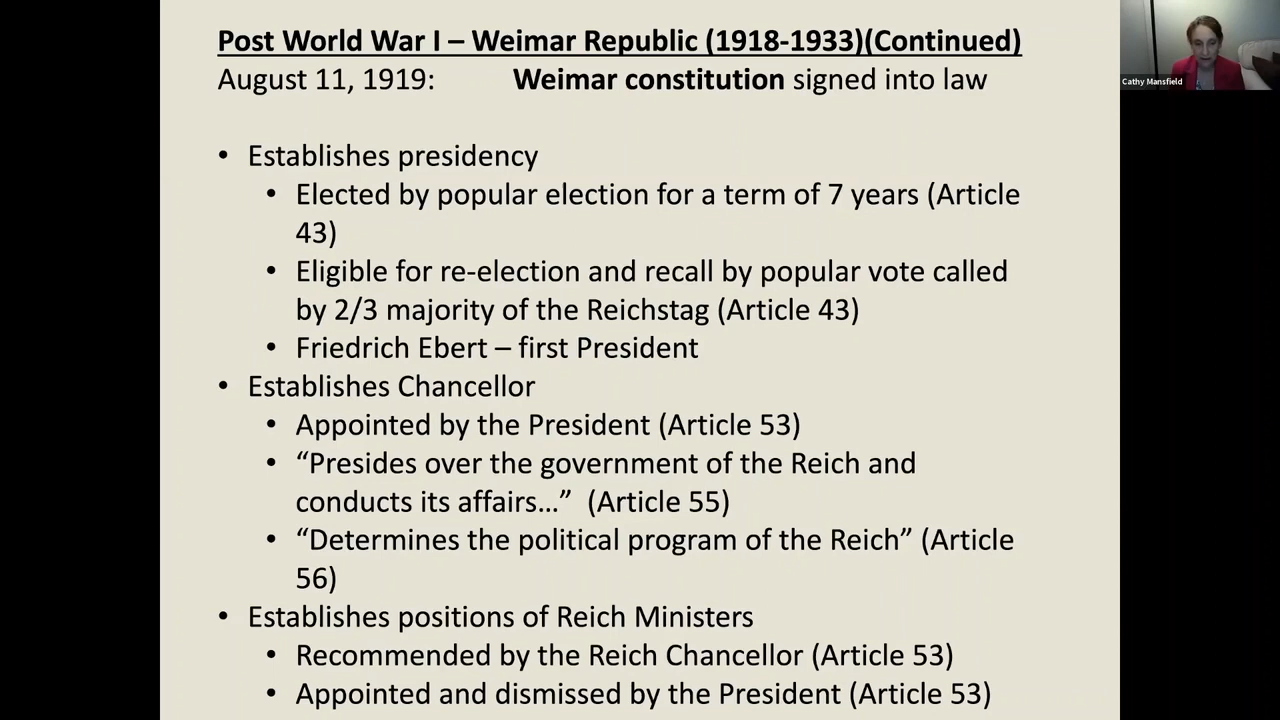 Post World War I – Weimar Republic (1918-1933)(Continued)
August 11, 1919: Weimar constitution signed into law
• Establishes presidency
• Elected by popular election for a term of 7 years (Article
43)
• Eligible for re-election and recall by popular vote called
by 2/3 majority of the Reichstag (Article 43)
• Friedrich Ebert – first President
• Establishes Chancellor
• Appointed by the President (Article 53)
• “Presides over the government of the Reich and
conducts its affairs…” (Article 55)
• “Determines the political program of the Reich” (Article
56)
• Establishes positions of Reich Ministers
• Recommended by the Reich Chancellor (Article 53)
• Appointed and dismissed by the President (Article 53)
Cathy Mansfield